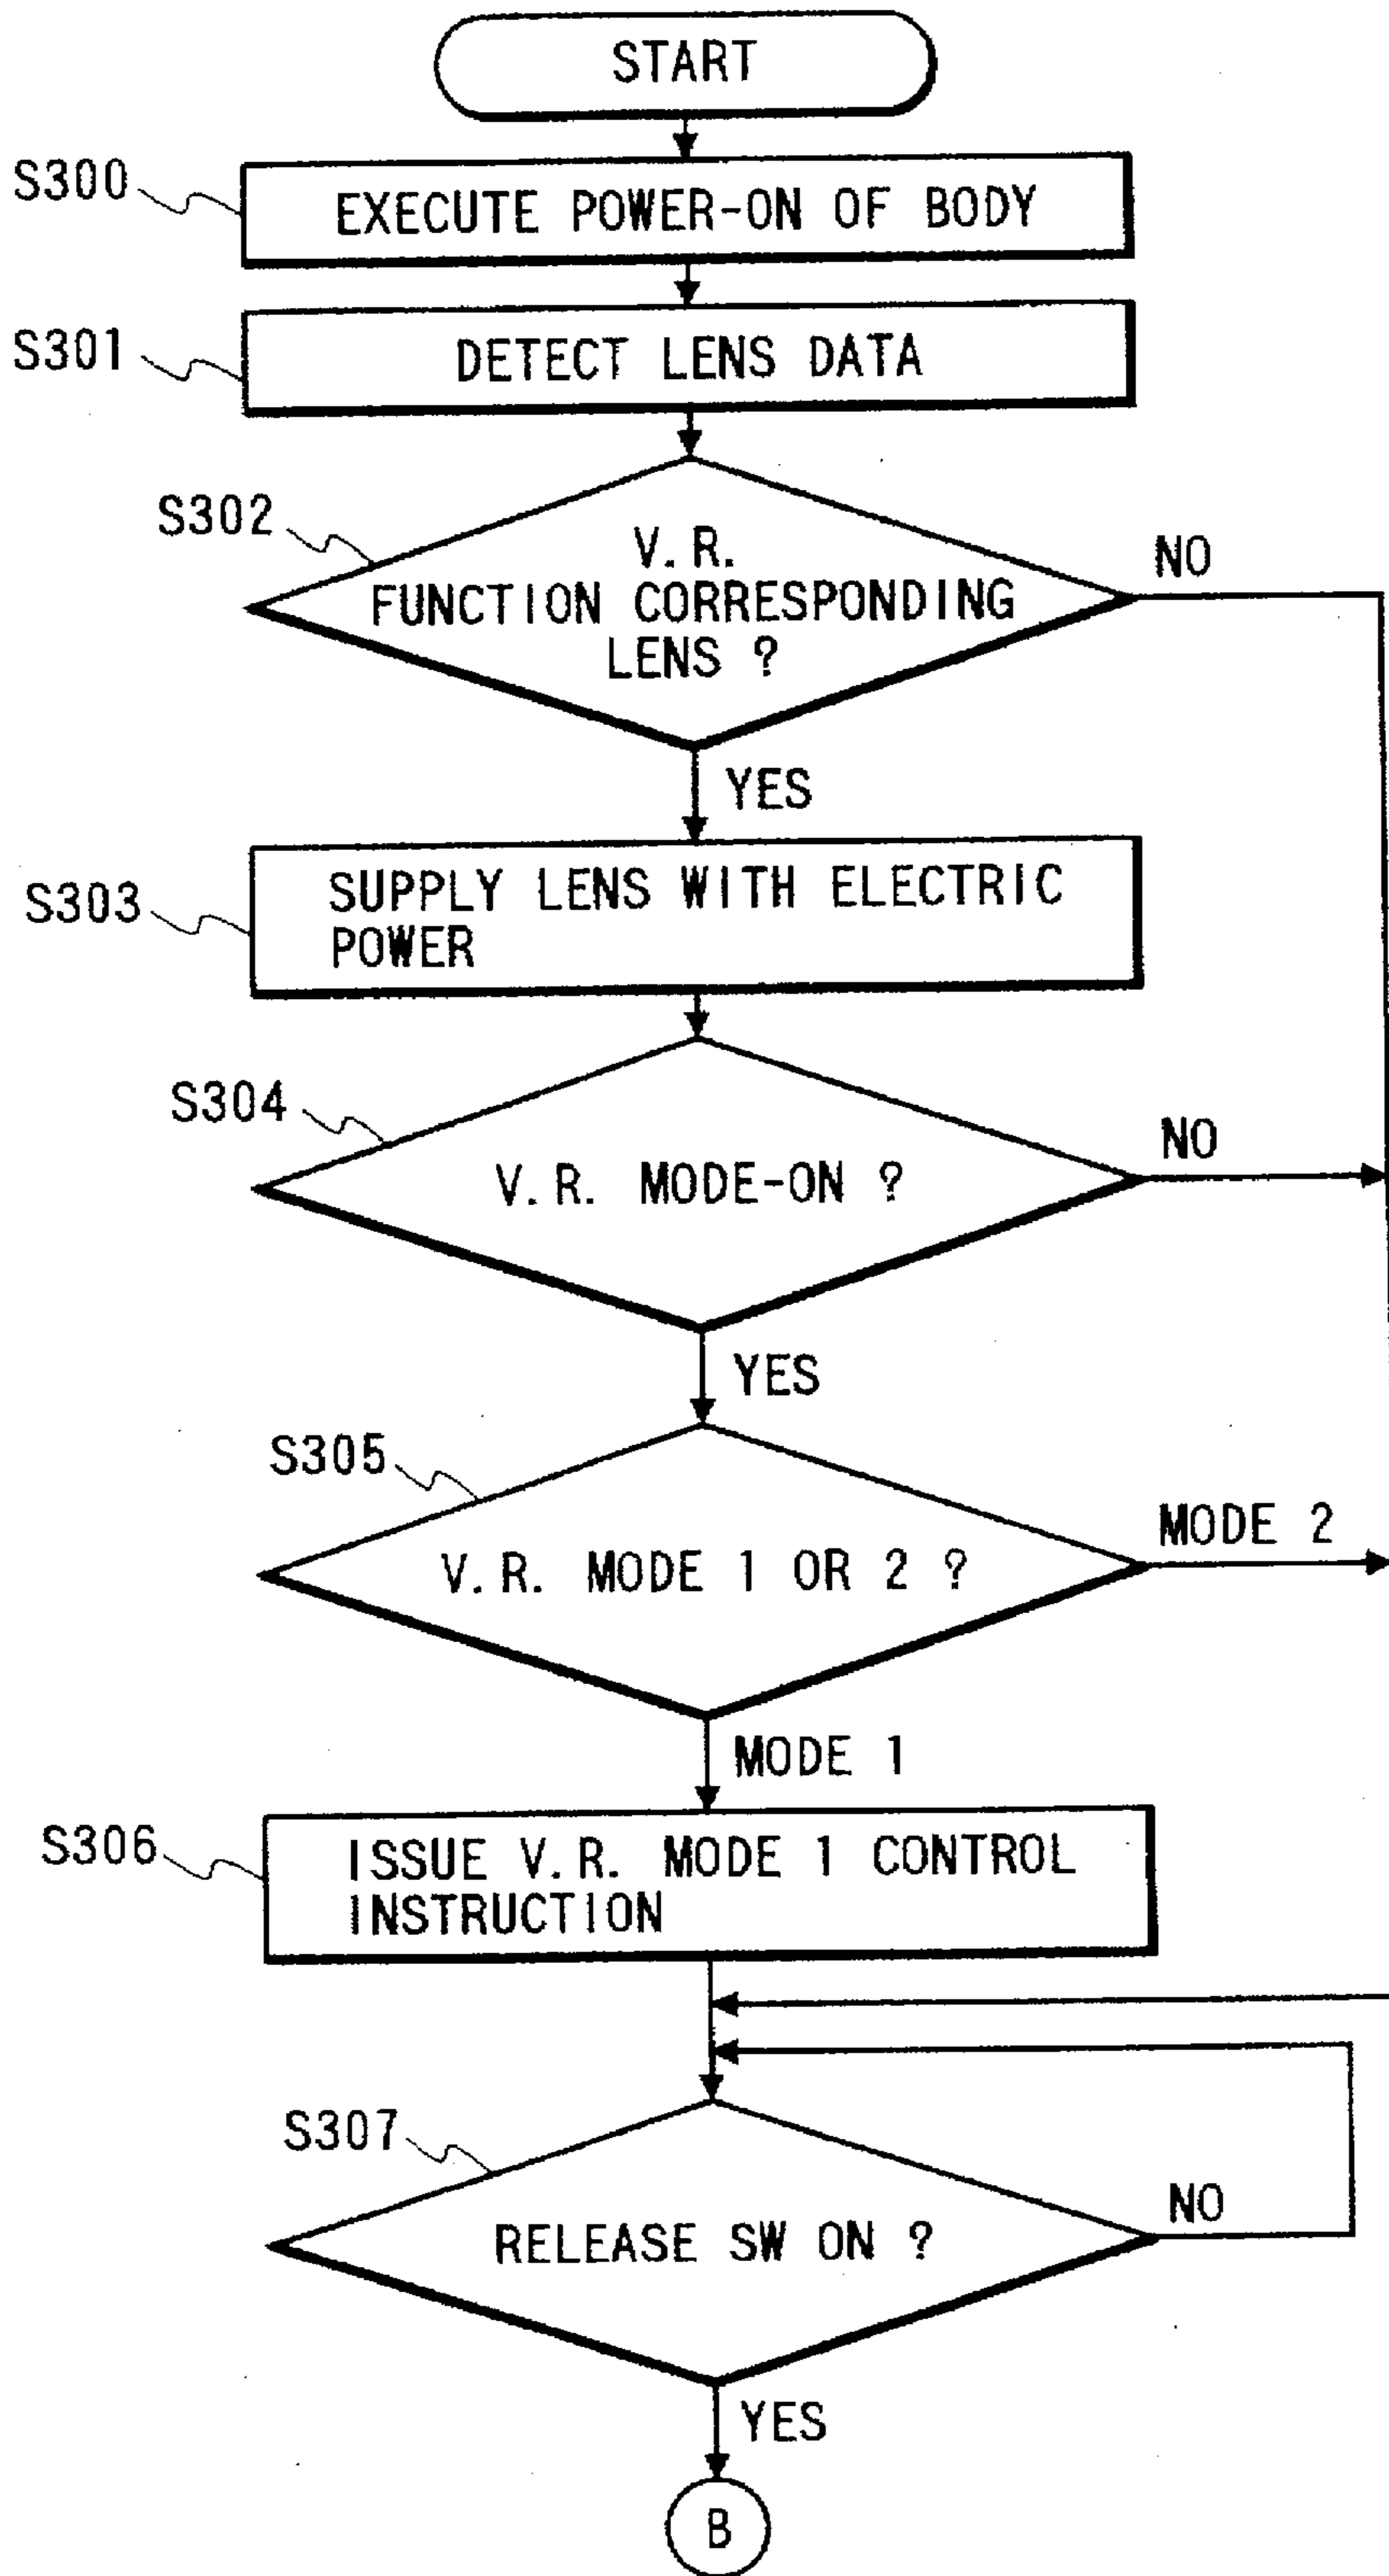 START
S300
EXECUTE POWER-ON OF BODY
S301
DETECT LENS DATA
S302
V.R.
FUNCTION CORRESPONDING
LENS ?
NO
YES
S303
SUPPLY LENS WITH ELECTRIC
POWER
S304
V.R. MODE-ON ?
NO
YES
S305
V.R. MODE 1 OR 2 ?
MODE 2
MODE 1
S306
ISSUE V.R. MODE 1 CONTROL
INSTRUCTION
S307
RELEASE SW ON ?
NO
YES
B